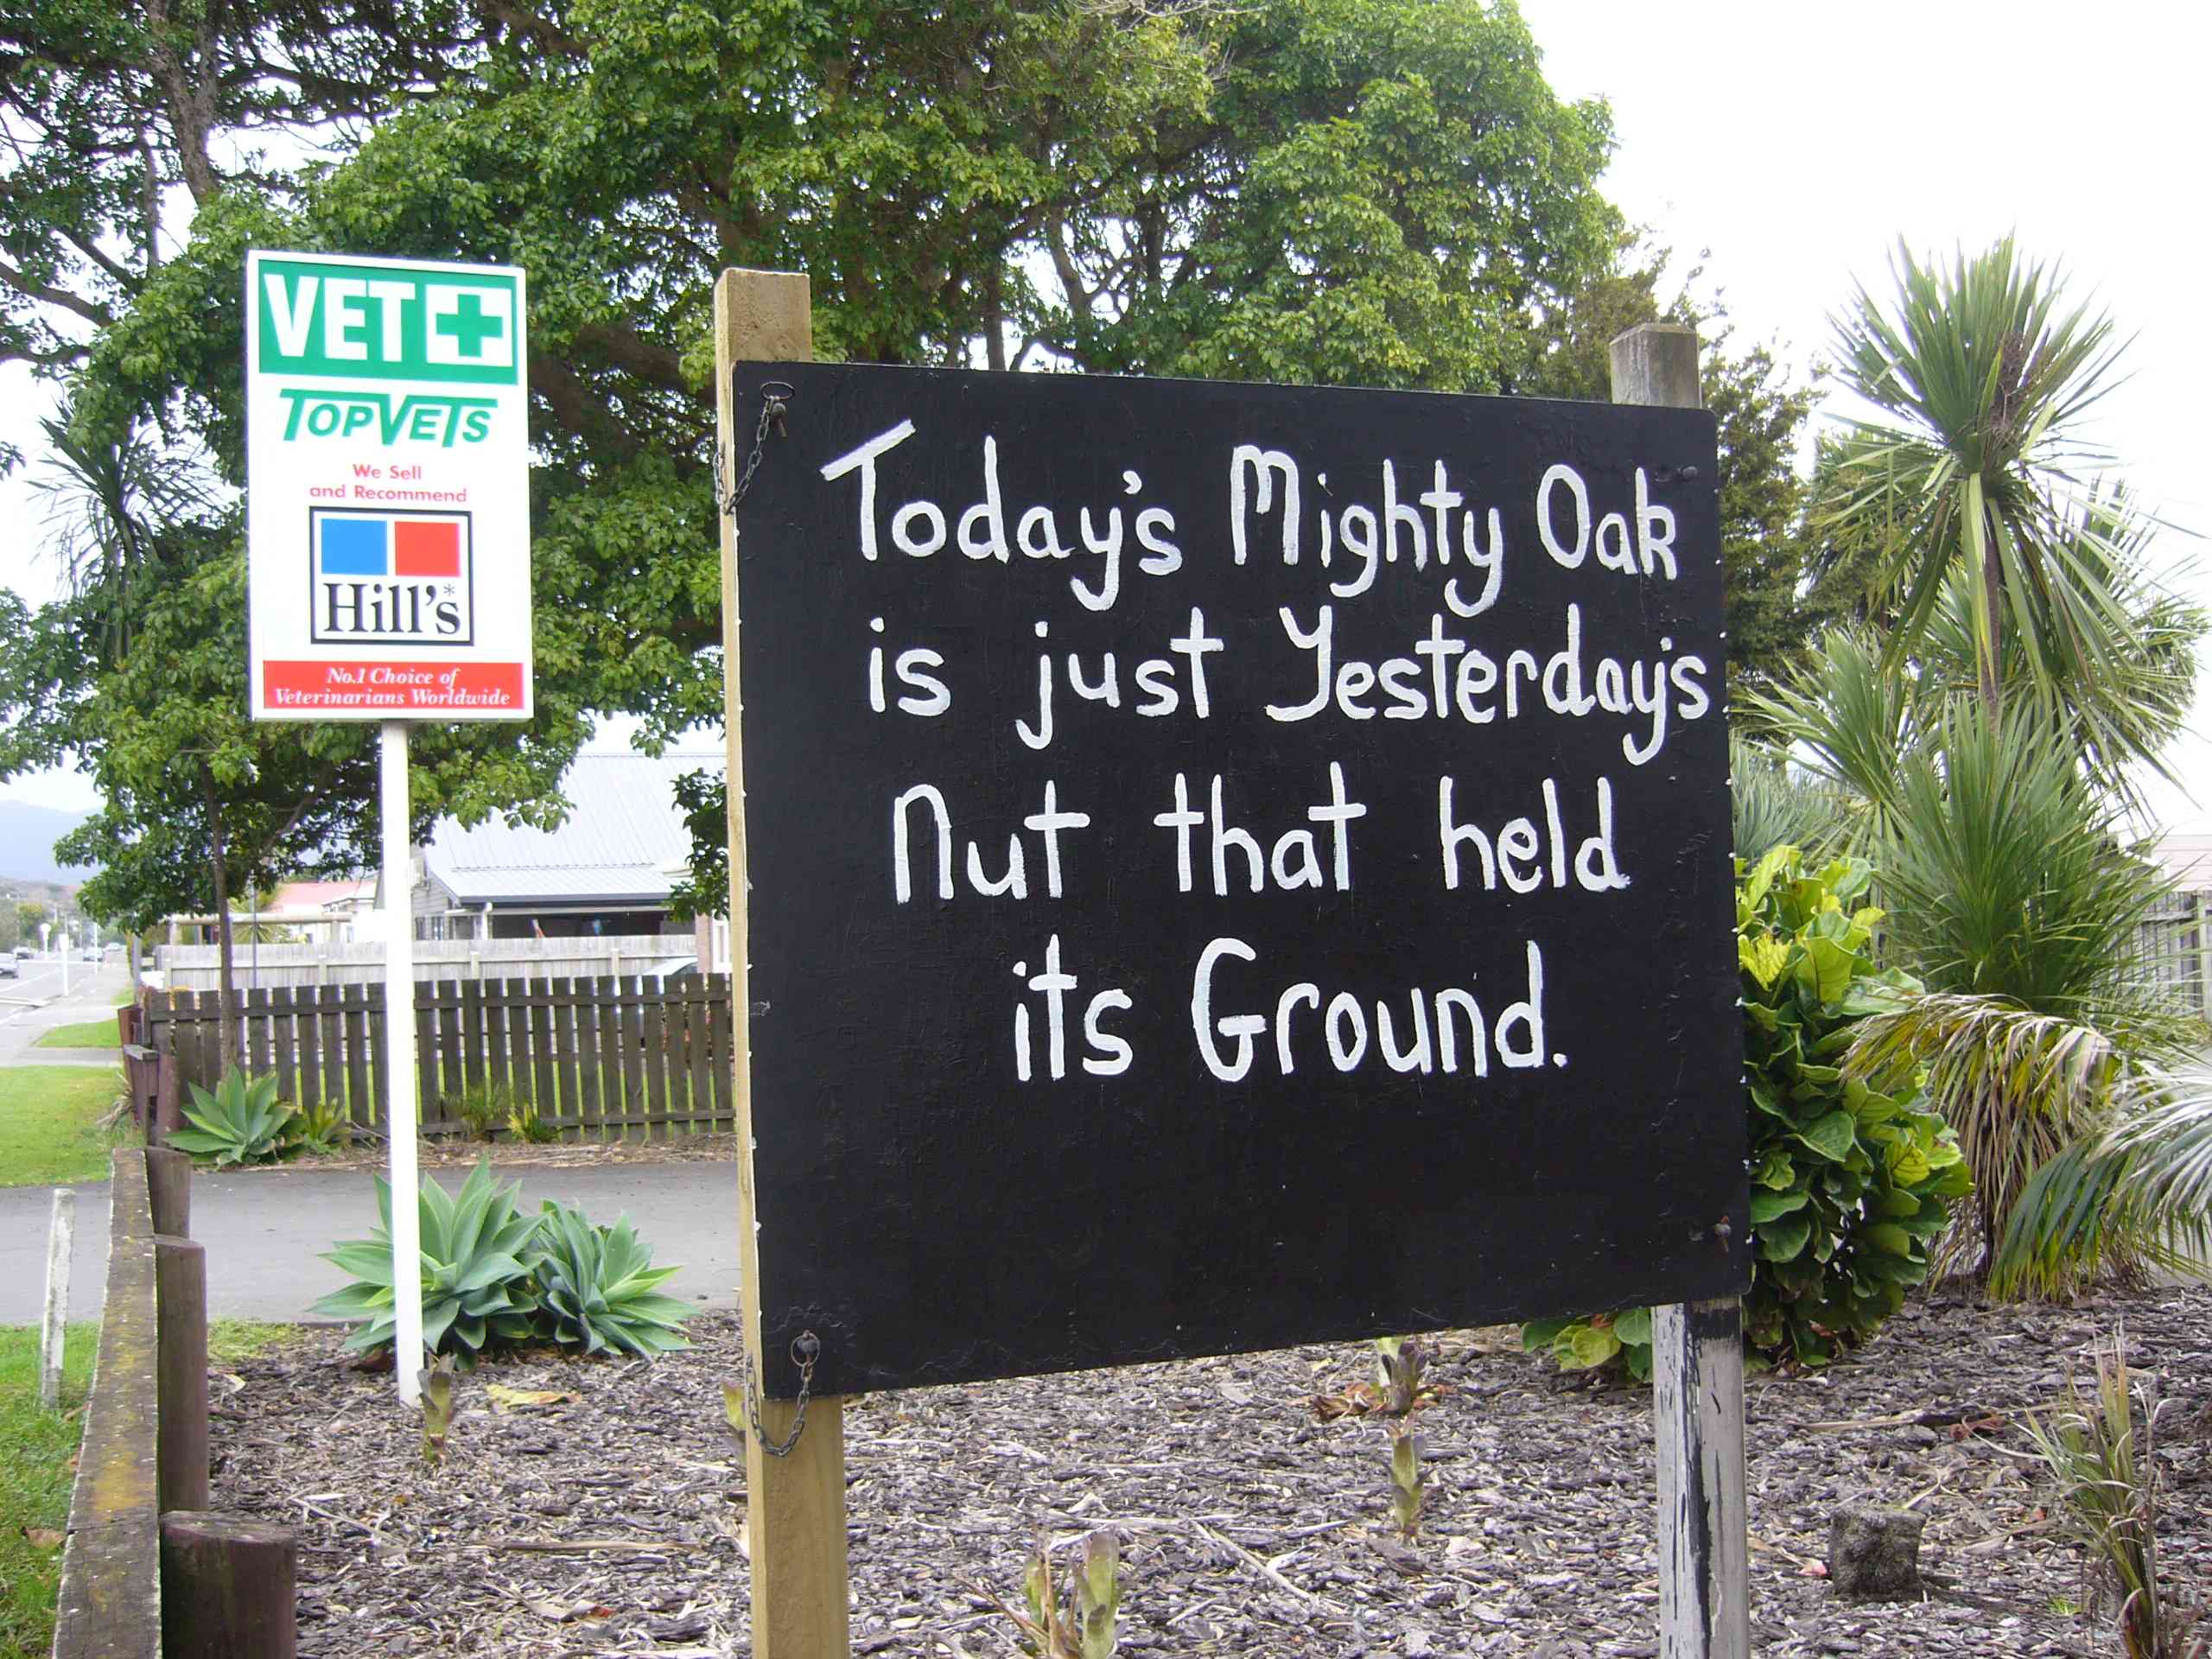 VET
TOPVETS
We Sell
and Recommend
Hill's*
No.1 Choice of
Veterinarians Worldwide
Today's Mighty Oak
is just Yesterday's
Nut that held
its Ground.